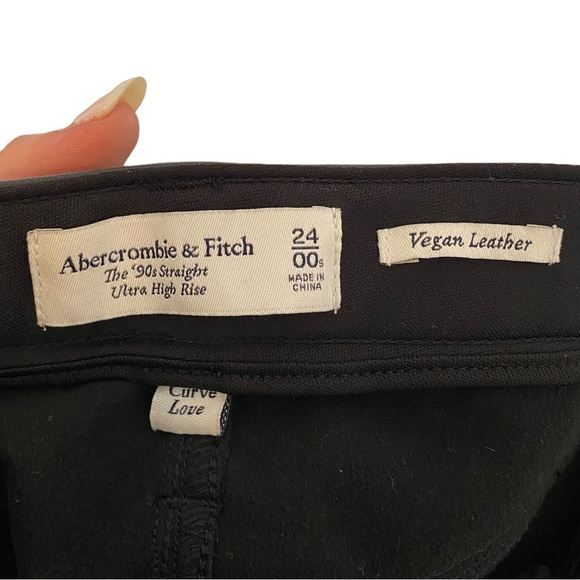 Abercrombie & Fitch
The '90s Straight
Ultra High Rise
24
00s
MADE IN
CHINA
Vegan Leather
Curve
Love